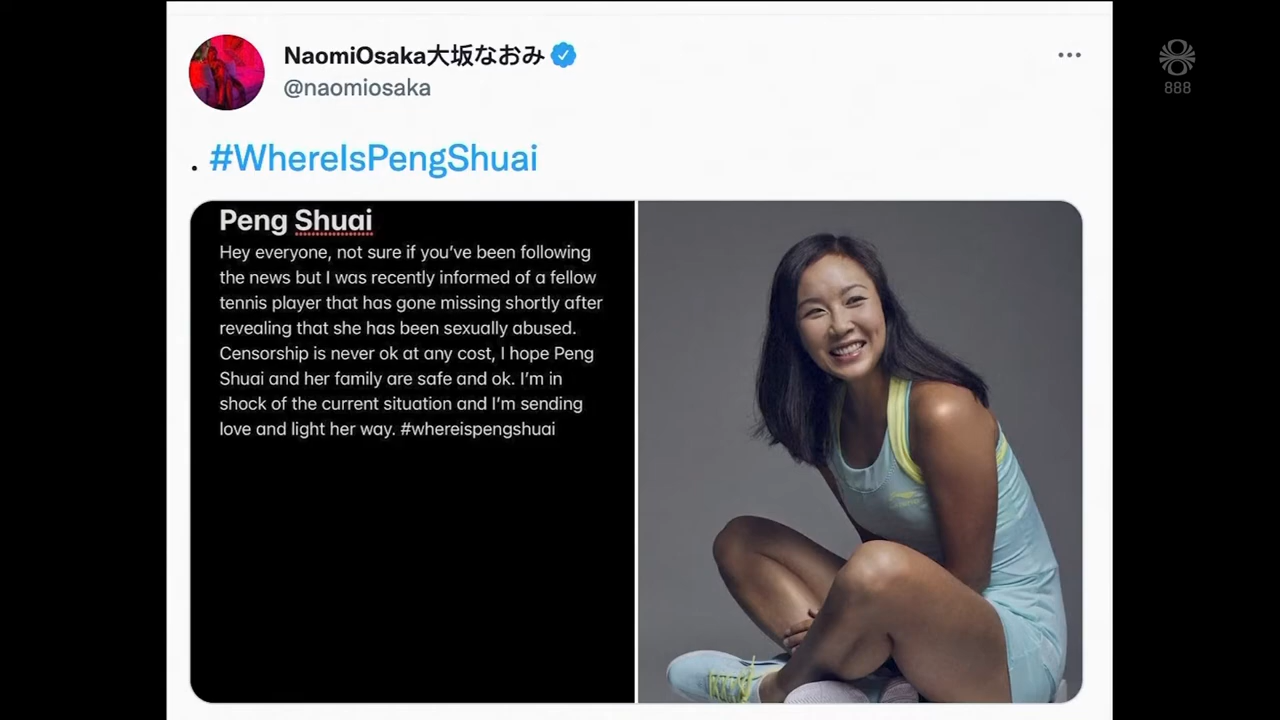 NaomiOsaka大坂なおみ
@naomiosaka
888
. #WhereIsPengShuai
Peng Shuai
Hey everyone, not sure if you’ve been following
the news but I was recently informed of a fellow
tennis player that has gone missing shortly after
revealing that she has been sexually abused.
Censorship is never ok at any cost, I hope Peng
Shuai and her family are safe and ok. I’m in
shock of the current situation and I’m sending
love and light her way. #whereispengshuai